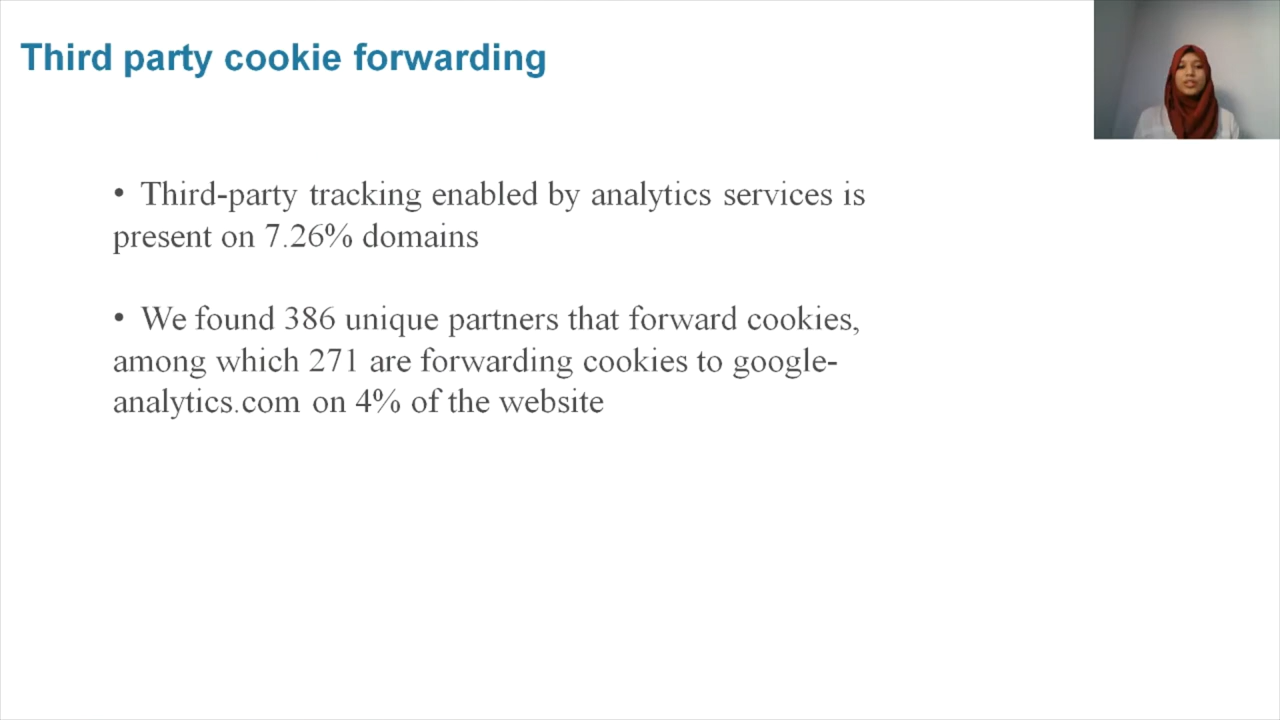 Third party cookie forwarding
• Third-party tracking enabled by analytics services is
present on 7.26% domains
• We found 386 unique partners that forward cookies,
among which 271 are forwarding cookies to google-
analytics.com on 4% of the website